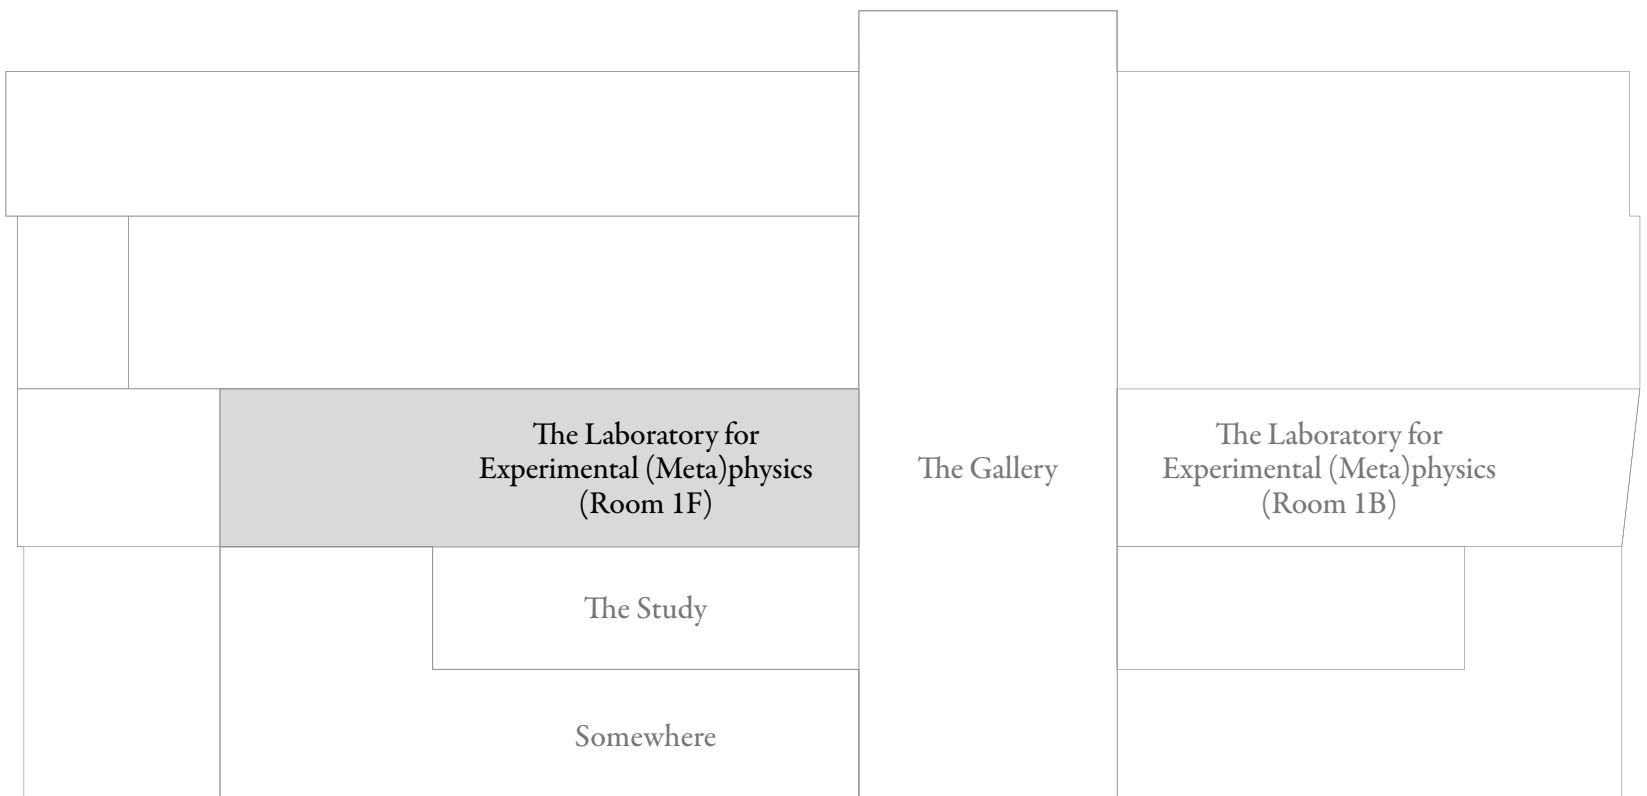 The Laboratory for
Experimental (Meta)physics
(Room 1F)
The Gallery
The Laboratory for
Experimental (Meta)physics
(Room 1B)
The Study
Somewhere